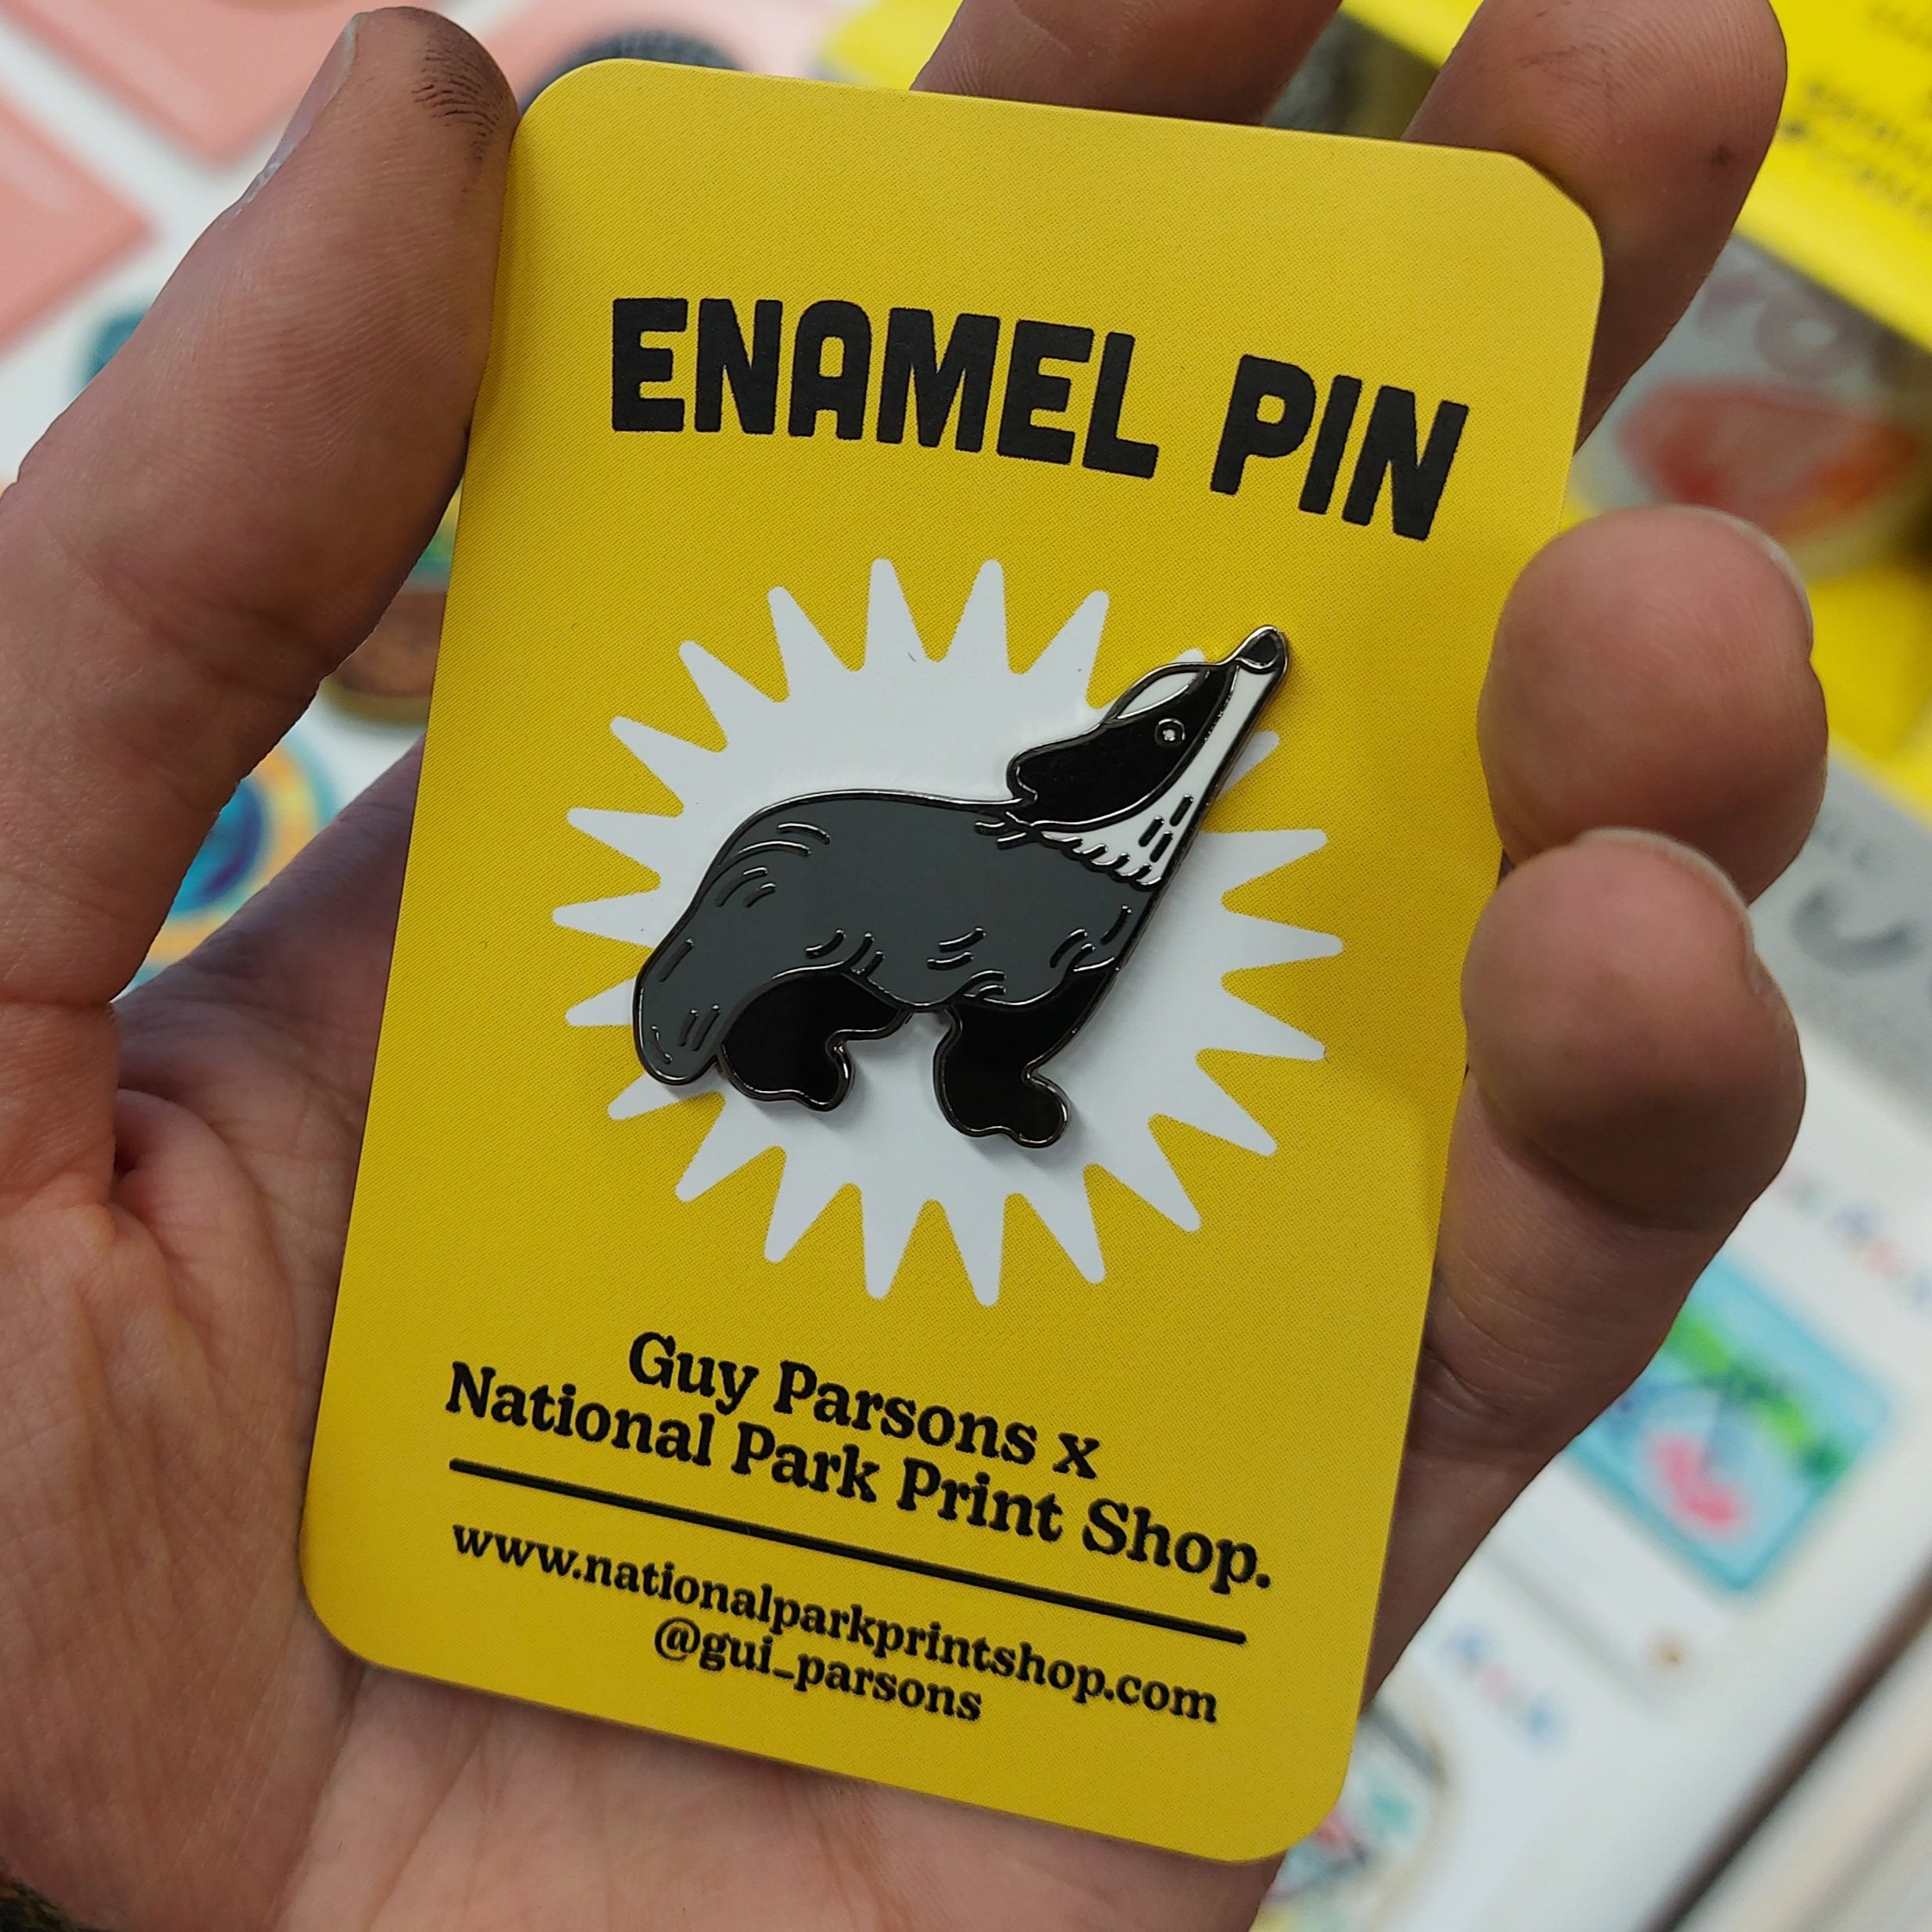 ENAMEL PIN
Guy Parsons x
National Park Print Shop.
www.nationalparkprintshop.com
@gui_parsons